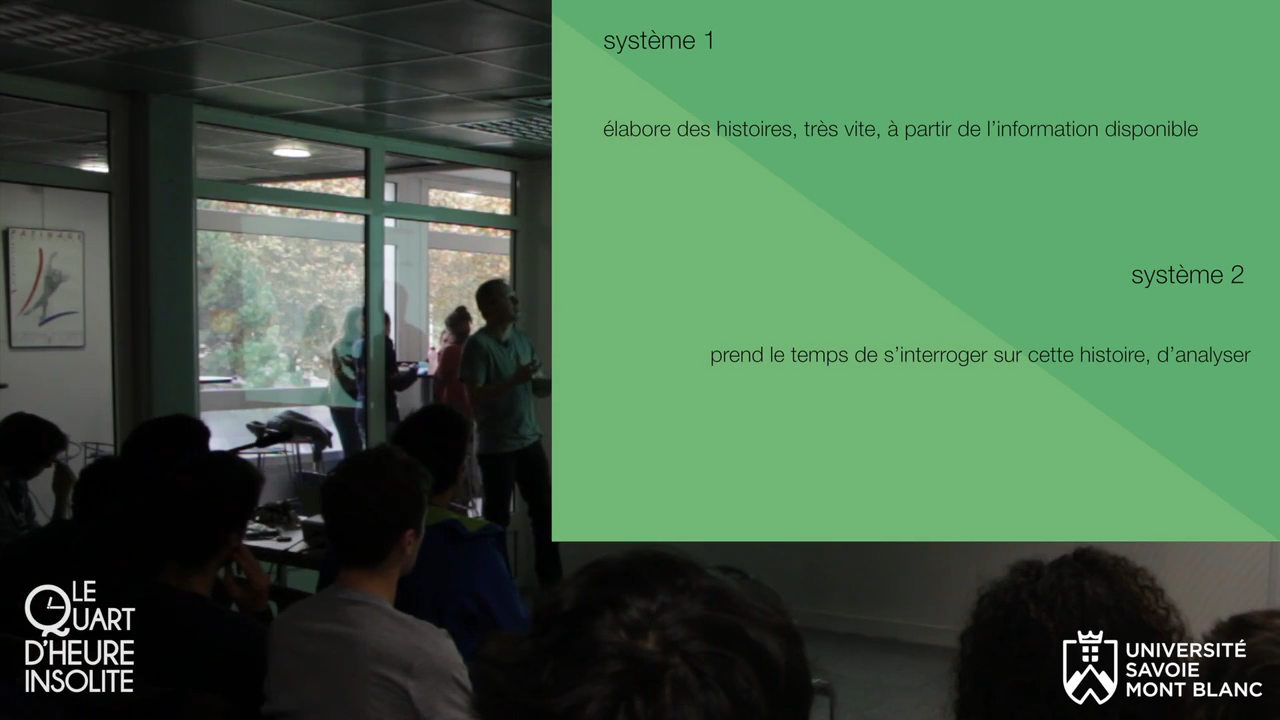 système 1
élabore des histoires, très vite, à partir de l’information disponible
système 2
prend le temps de s’interroger sur cette histoire, d’analyser
LE
QUART
D'HEURE
INSOLITE
UNIVERSITÉ
SAVOIE
MONT BLANC